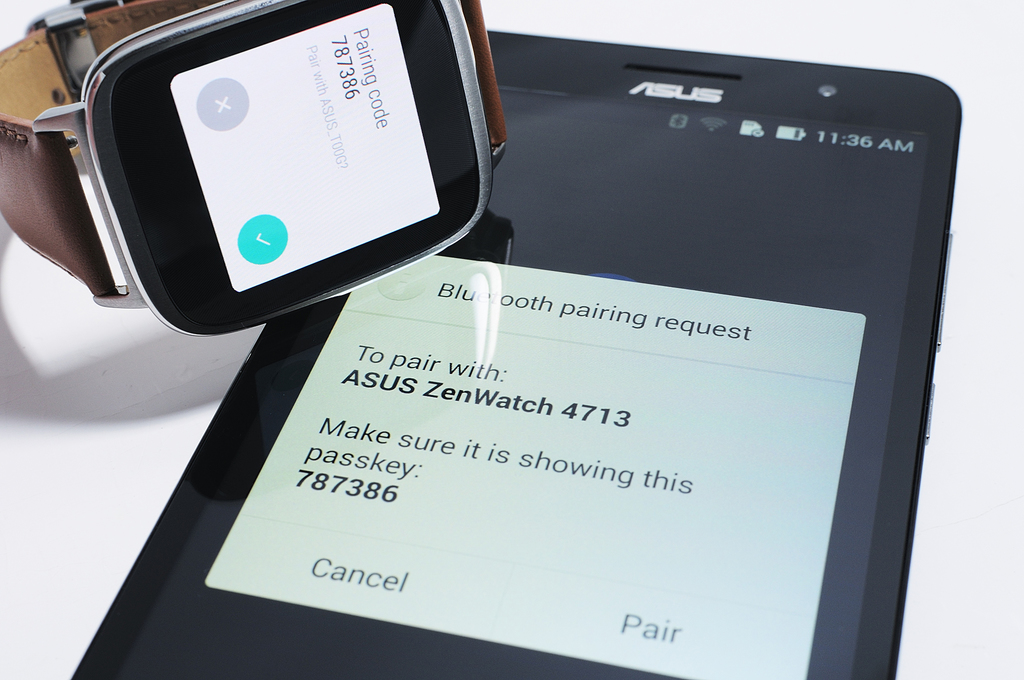 Pairing code
787386
Pair with ASUS_T00G?
ASUS
11:36 AM
Bluetooth pairing request
To pair with:
ASUS ZenWatch 4713
Make sure it is showing this
passkey:
787386
Cancel
Pair